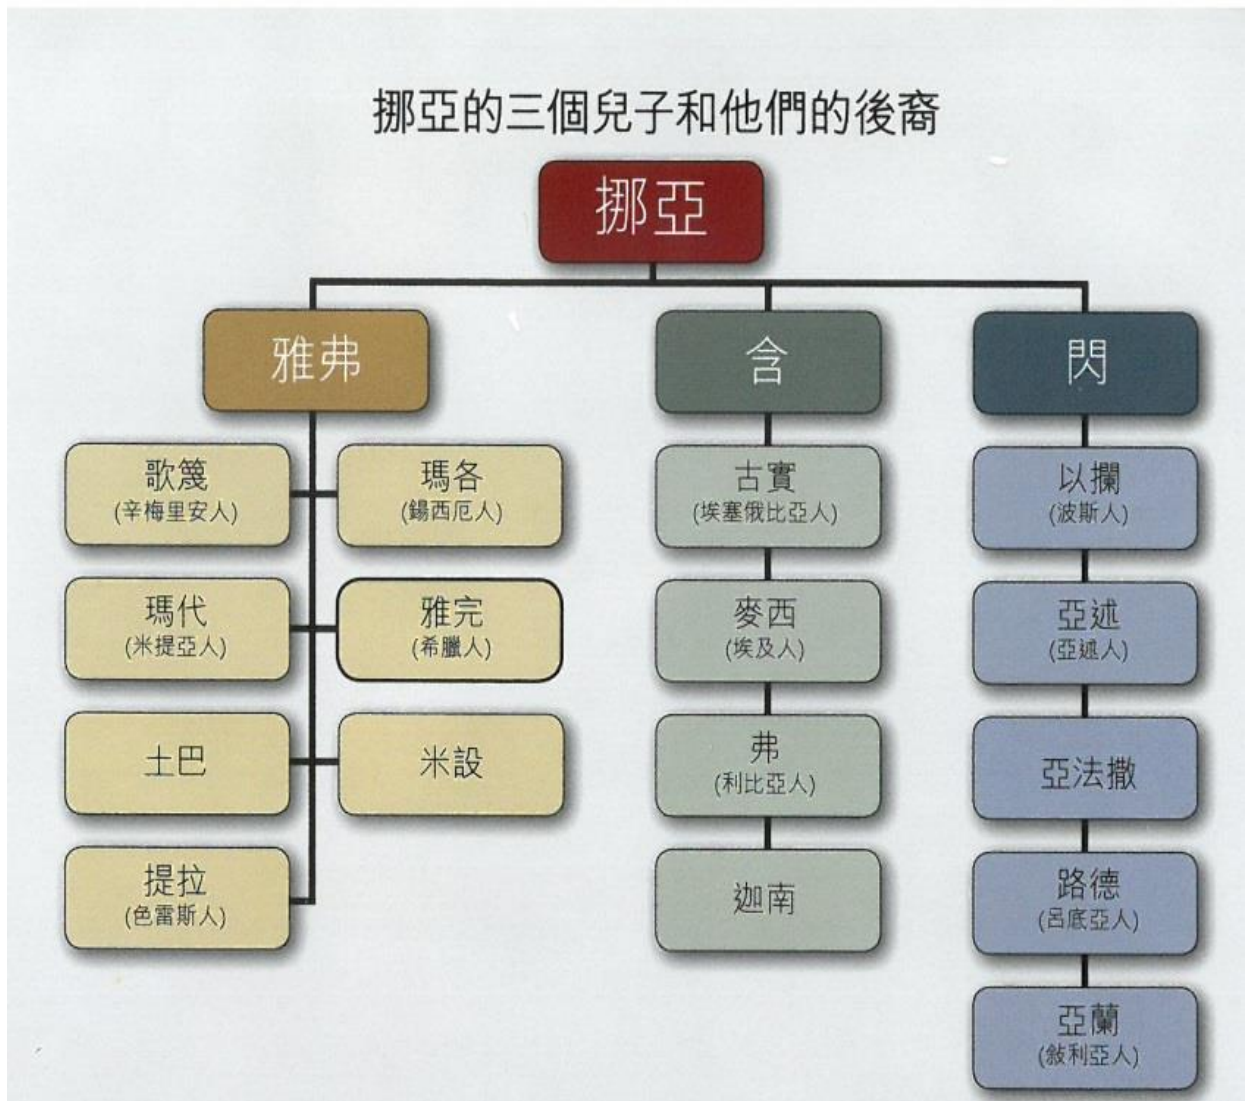 挪亞的三個兒子和他們的後裔
挪亞
雅弗
含
閃
歌篾
(辛梅里安人)
瑪各
(錫西厄人)
瑪代
(米提亞人)
雅完
(希臘人)
土巴
米設
提拉
(色雷斯人)
古實
(埃塞俄比亞人)
麥西
(埃及人)
弗
(利比亞人)
迦南
以攔
(波斯人)
亞述
(亞述人)
亞法撒
路德
(呂底亞人)
亞蘭
(敍利亞人)